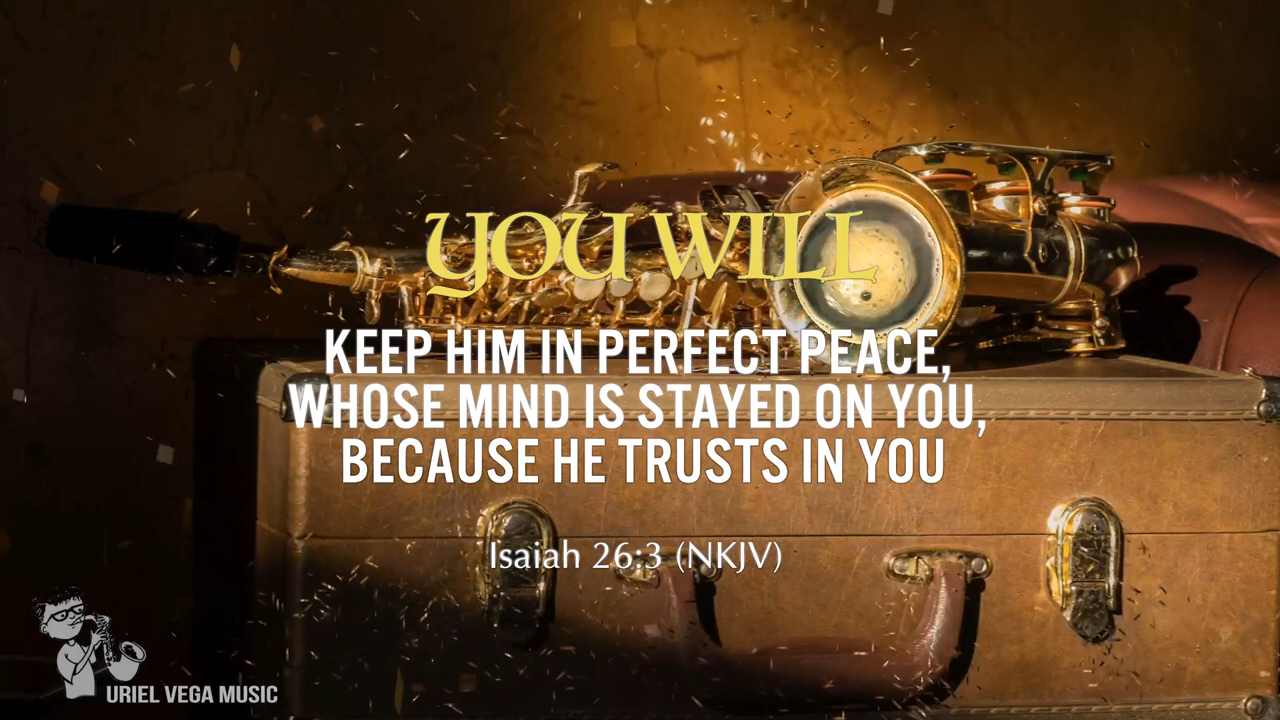 YOU WILL
KEEP HIM IN PERFECT PEACE,
WHOSE MIND IS STAYED ON YOU,
BECAUSE HE TRUSTS IN YOU
Isaiah 26:3 (NKJV)
URIEL VEGA MUSIC